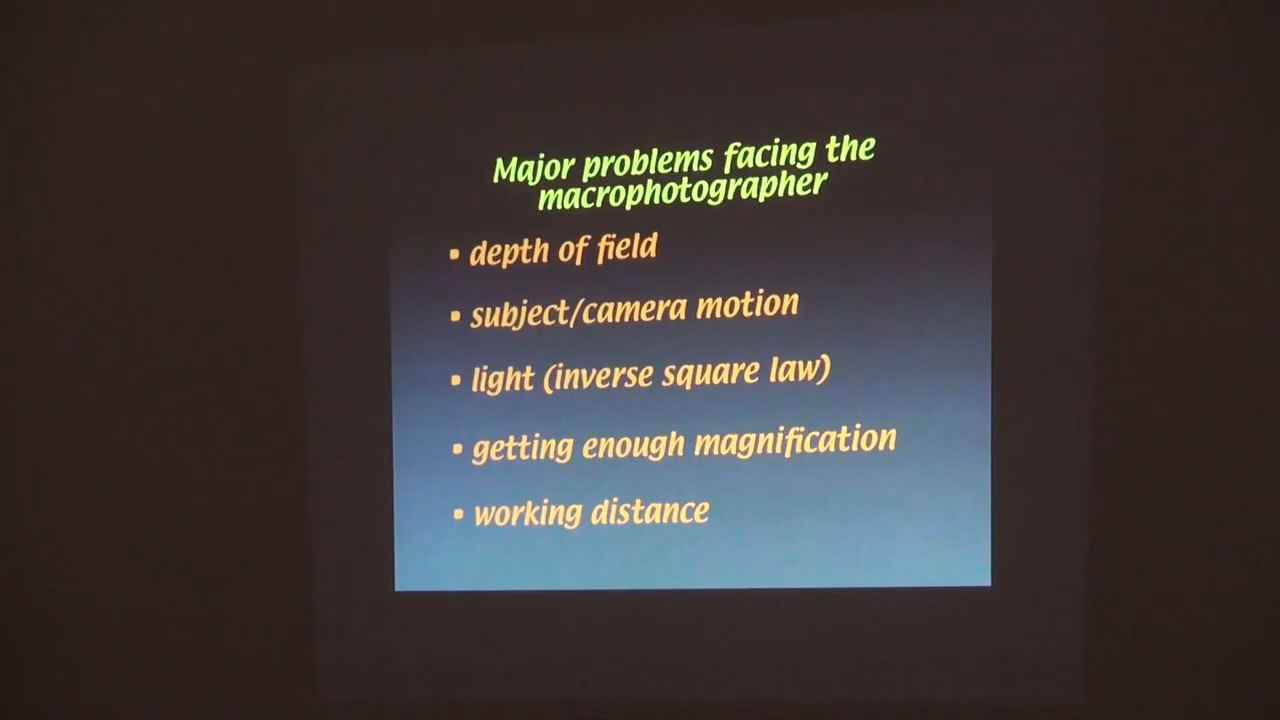 Major problems facing the
macrophotographer
▪ depth of field
▪ subject/camera motion
▪ light (inverse square law)
▪ getting enough magnification
▪ working distance